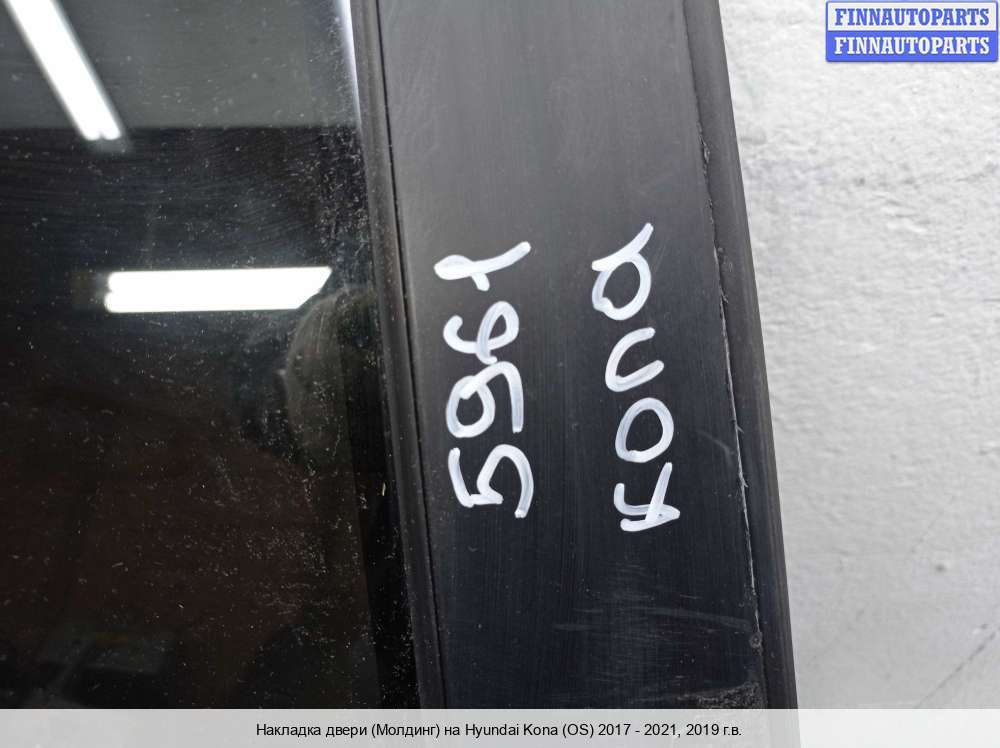 FINNAUTOPARTS
FINNAUTOPARTS
5961
Kona
Накладка двери (Молдинг) на Hyundai Kona (OS) 2017 - 2021, 2019 г.в.